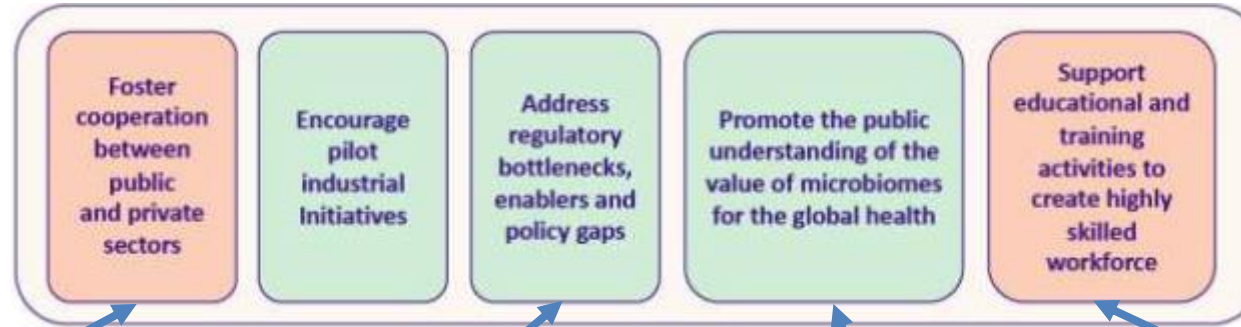 Foster
cooperation
between
public
and private
sectors
Encourage
pilot
industrial
Initiatives
Address
regulatory
bottlenecks,
enablers and
policy gaps
Promote the public
understanding of the
value of microbiomes
for the global health
Support
educational and
training
activities to
create highly
skilled
workforce